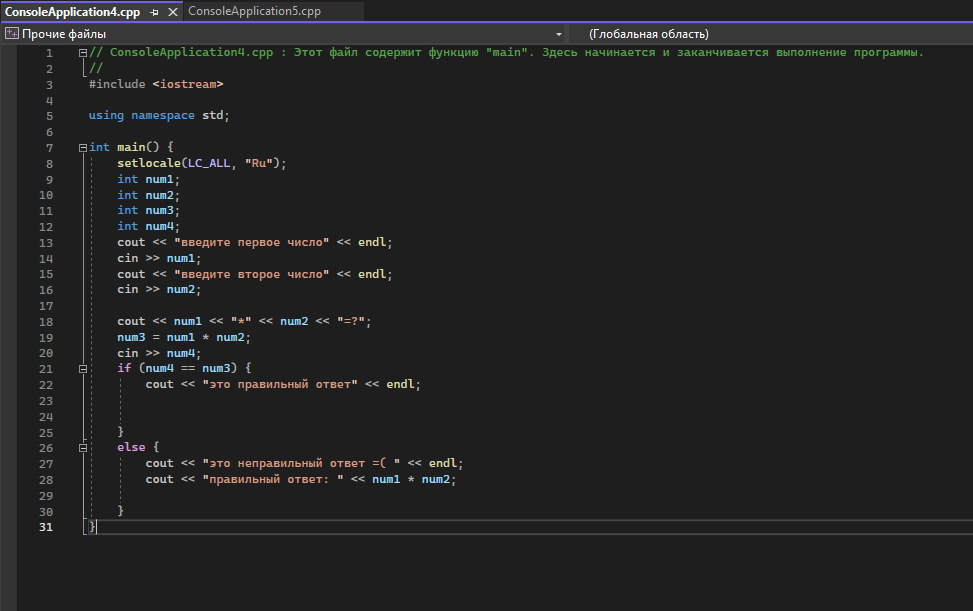 ConsoleApplication4.cpp ConsoleApplication5.cpp
Прочие файлы (Глобальная область)
1 // ConsoleApplication4.cpp : Этот файл содержит функцию "main". Здесь начинается и заканчивается выполнение программы.
2 //
3 #include <iostream>
4
5 using namespace std;
6
7 int main() {
8 setlocale(LC_ALL, "Ru");
9 int num1;
10 int num2;
11 int num3;
12 int num4;
13 cout << "введите первое число" << endl;
14 cin >> num1;
15 cout << "введите второе число" << endl;
16 cin >> num2;
17
18 cout << num1 << "*" << num2 << "=?";
19 num3 = num1 * num2;
20 cin >> num4;
21 if (num4 == num3) {
22 cout << "это правильный ответ" << endl;
23
24
25 }
26 else {
27 cout << "это неправильный ответ =( " << endl;
28 cout << "правильный ответ: " << num1 * num2;
29
30 }
31 }